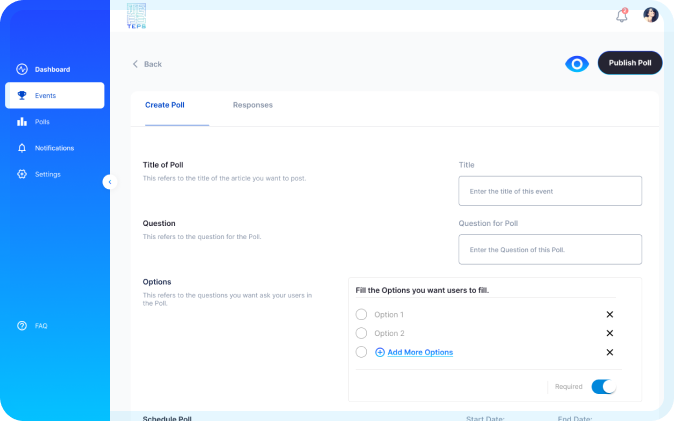 TEPS
3
Dashboard
Events
Polls
Notifications
Settings
FAQ
Back
Publish Poll
Create Poll
Responses
Title of Poll
This refers to the title of the article you want to post.
Title
Enter the title of this event
Question
This refers to the question for the Poll.
Question for Poll
Enter the Question of this Poll.
Options
This refers to the questions you want ask your users in
the Poll.
Fill the Options you want users to fill.
Option 1
Option 2
Add More Options
Required
Schedule Poll
Start Date:
End Date: